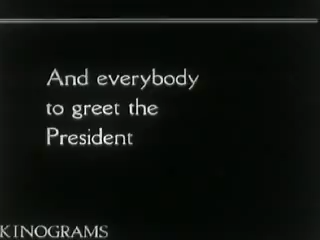 And everybody
to greet the
President
KINOGRAMS